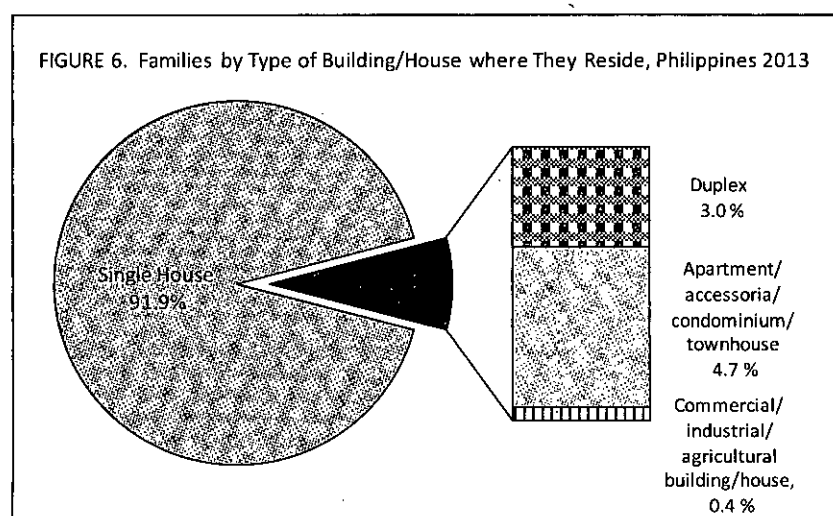 FIGURE 6. Families by Type of Building/House where They Reside, Philippines 2013
Single House
91.9%
Duplex
3.0 %
Apartment/
accessoria/
condominium/
townhouse
4.7 %
Commercial/
industrial/
agricultural
building/house,
0.4 %